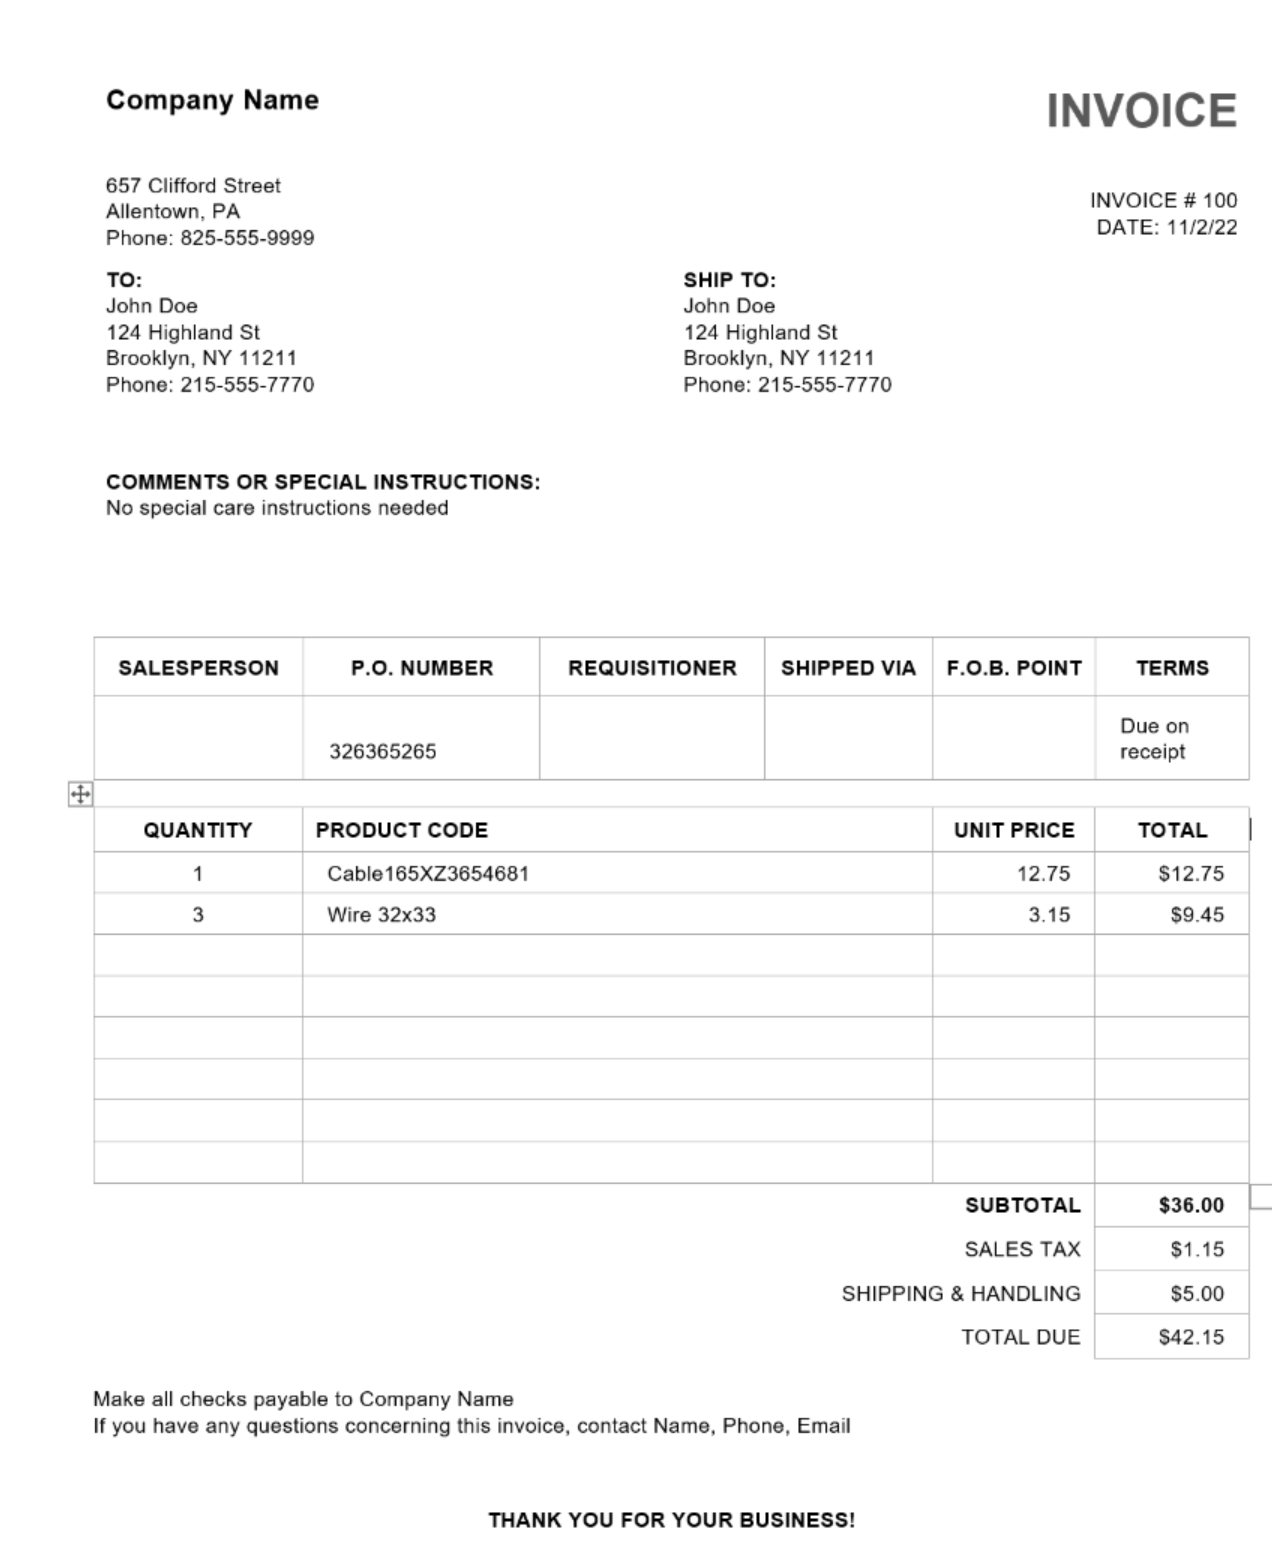 Company Name
INVOICE
657 Clifford Street
Allentown, PA
Phone: 825-555-9999
INVOICE # 100
DATE: 11/2/22
TO:
John Doe
124 Highland St
Brooklyn, NY 11211
Phone: 215-555-7770
SHIP TO:
John Doe
124 Highland St
Brooklyn, NY 11211
Phone: 215-555-7770
COMMENTS OR SPECIAL INSTRUCTIONS:
No special care instructions needed
SALESPERSON P.O. NUMBER REQUISITIONER SHIPPED VIA F.O.B. POINT TERMS
326365265 Due on
receipt
QUANTITY PRODUCT CODE UNIT PRICE TOTAL
1 Cable165XZ3654681 12.75 $12.75
3 Wire 32x33 3.15 $9.45
SUBTOTAL $36.00
SALES TAX $1.15
SHIPPING & HANDLING $5.00
TOTAL DUE $42.15
Make all checks payable to Company Name
If you have any questions concerning this invoice, contact Name, Phone, Email
THANK YOU FOR YOUR BUSINESS!